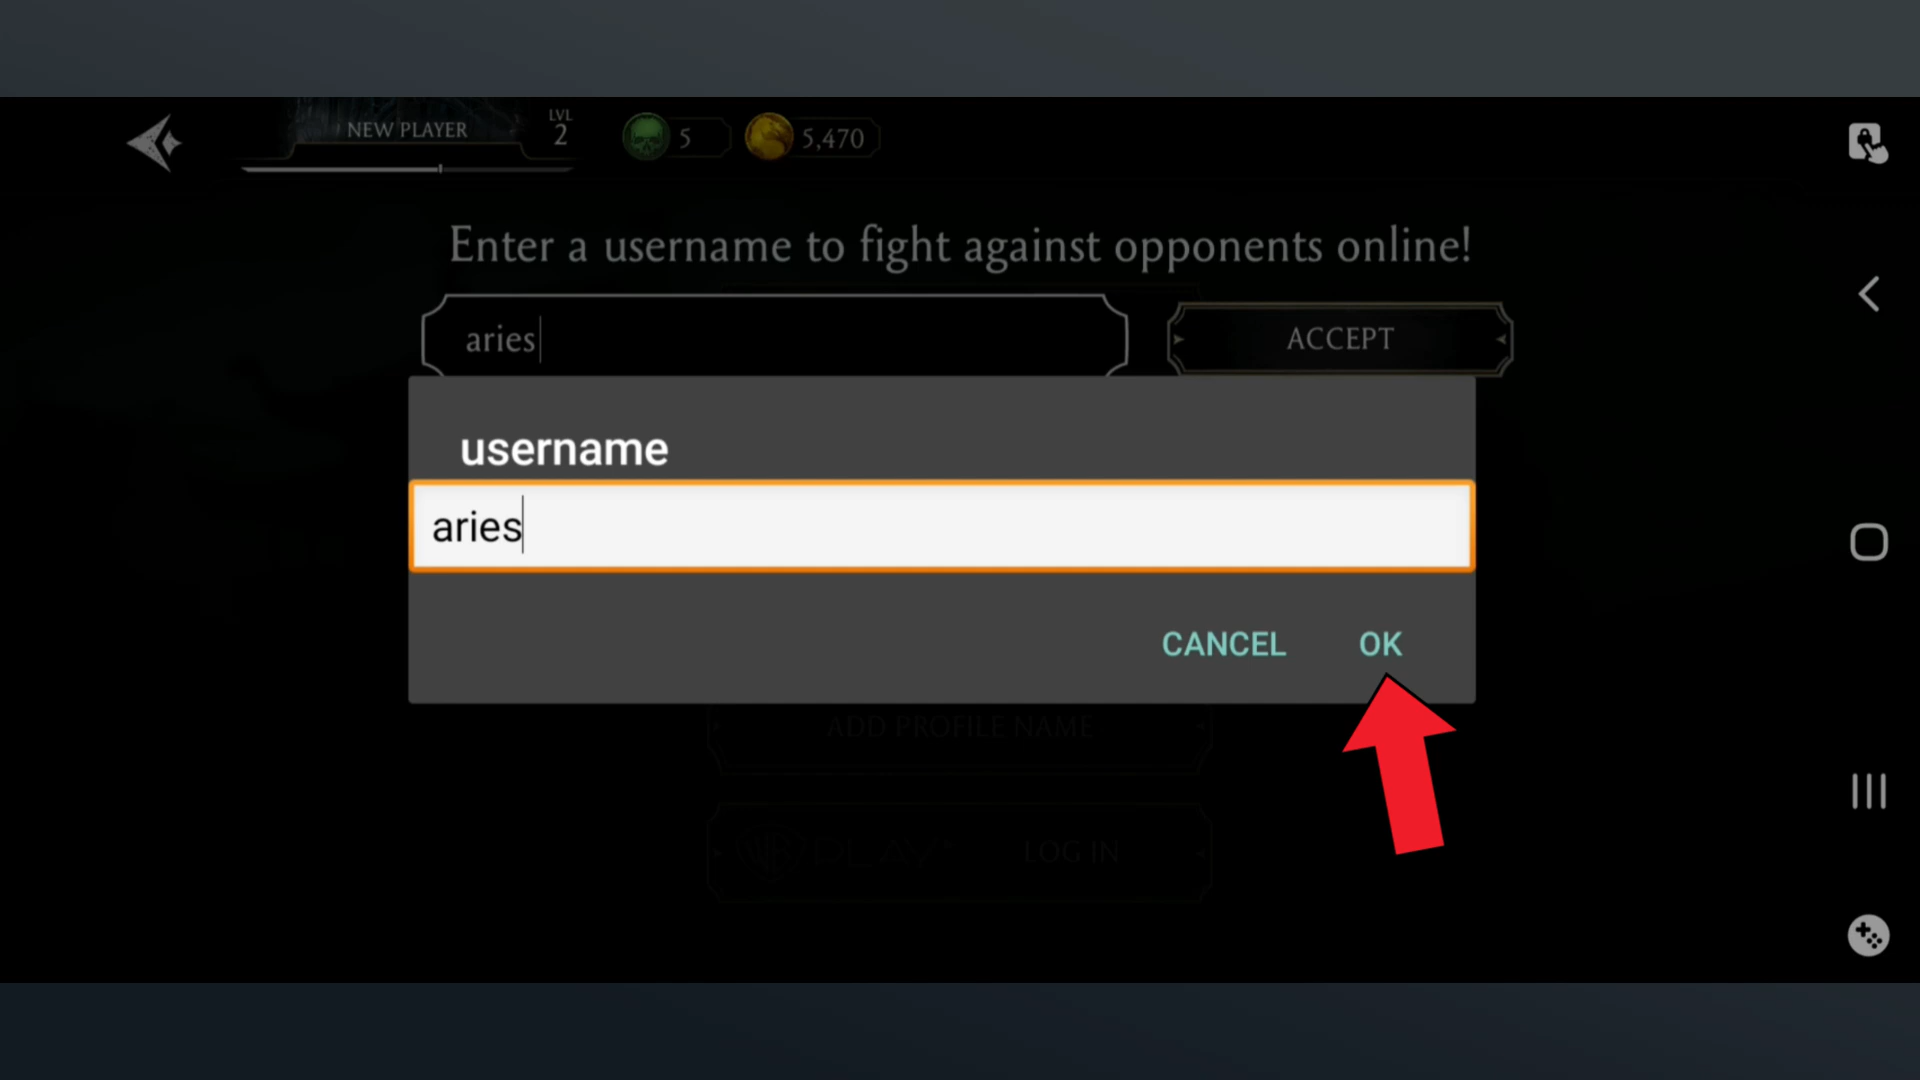 NEW PLAYER
LVL
2
5
5,470
Enter a username to fight against opponents online!
aries
ACCEPT
username
aries
CANCEL
OK
ADD PROFILE NAME
PLAY
LOG IN